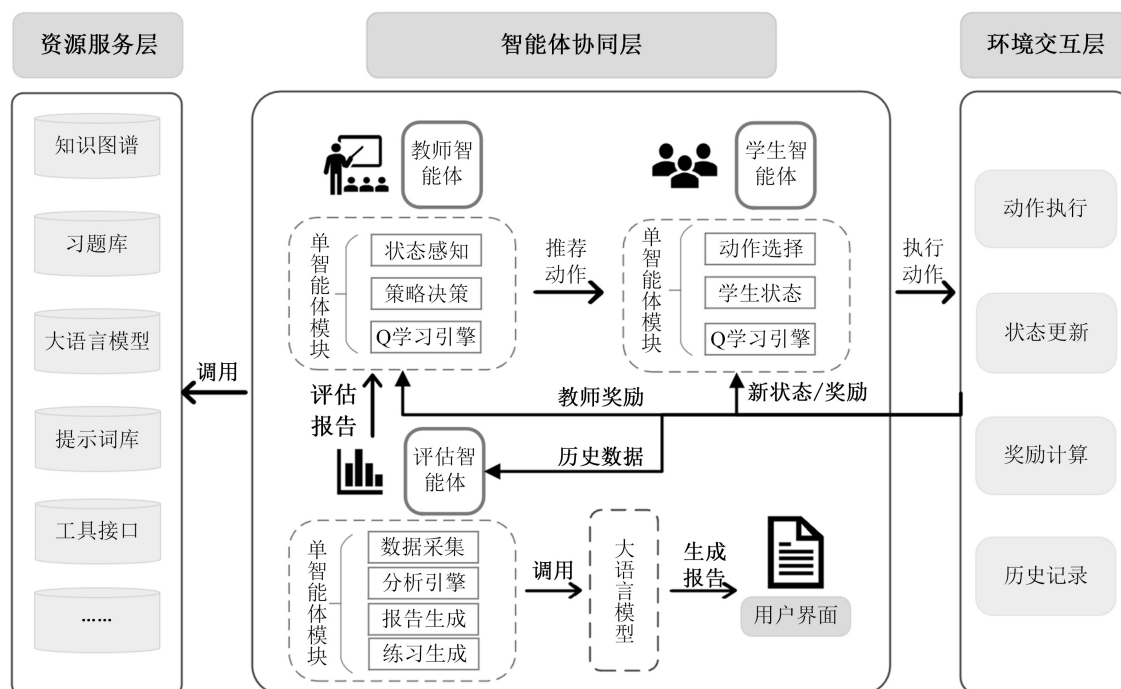 资源服务层
智能体协同层
环境交互层
知识图谱
习题库
大语言模型
提示词库
工具接口
……
调用
教师智
能体
单智能体模块
状态感知
策略决策
Q学习引擎
推荐
动作
学生智
能体
单智能体模块
动作选择
学生状态
Q学习引擎
执行
动作
评估
报告
教师奖励
新状态/奖励
历史数据
评估智
能体
单智能体模块
数据采集
分析引擎
报告生成
练习生成
调用
大语言模型
生成
报告
用户界面
动作执行
状态更新
奖励计算
历史记录